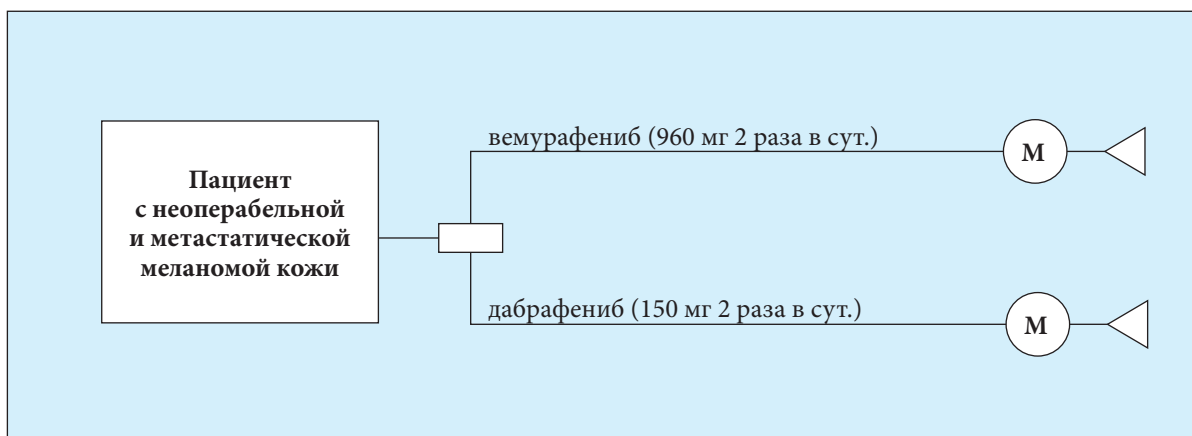 Пациент
с неоперабельной
и метастатической
меланомой кожи
вемурафениб (960 мг 2 раза в сут.)
М
дабрафениб (150 мг 2 раза в сут.)
М